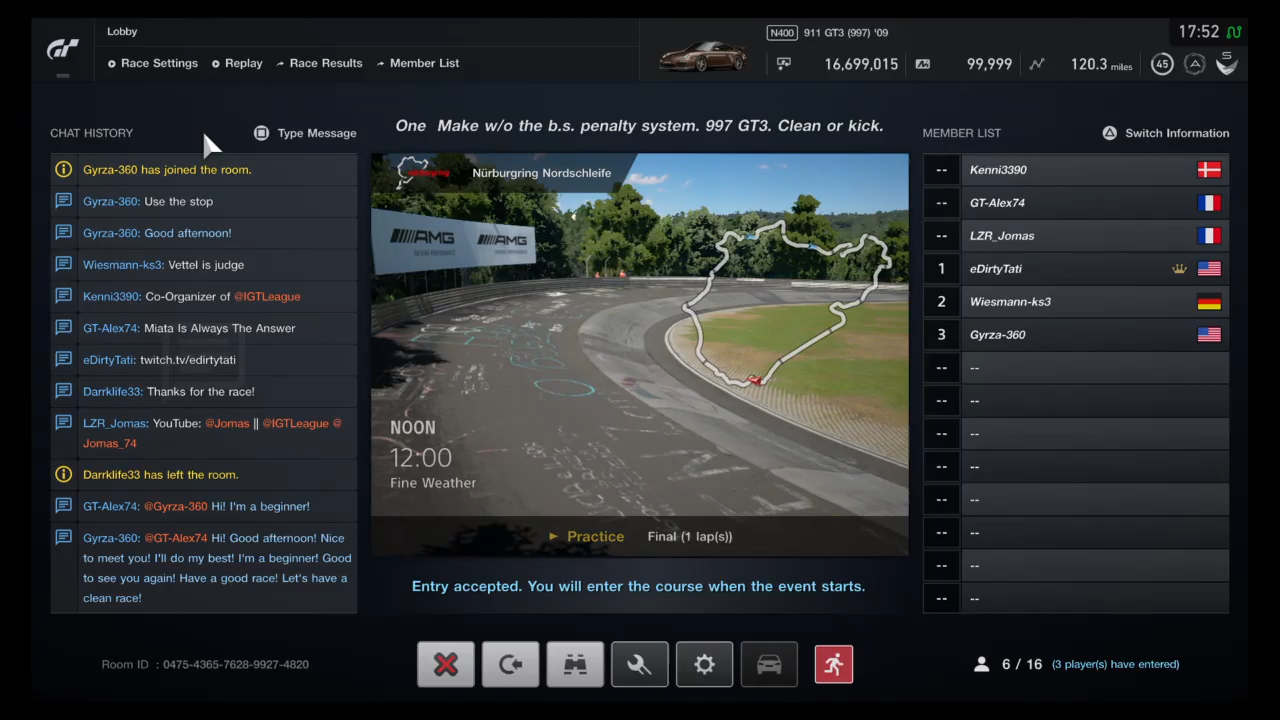 Lobby
N400 911 GT3 (997) '09
17:52
Race Settings Replay Race Results Member List
16,699,015 99,999 120.3 miles 45 A S
CHAT HISTORY Type Message
One Make w/o the b.s. penalty system. 997 GT3. Clean or kick.
MEMBER LIST Switch Information
Gyrza-360 has joined the room.
Gyrza-360: Use the stop
Gyrza-360: Good afternoon!
Wiesmann-ks3: Vettel is judge
Kenni3390: Co-Organizer of @IGTLeague
GT-Alex74: Miata Is Always The Answer
eDirtyTati: twitch.tv/edirtytati
Darrklife33: Thanks for the race!
LZR_Jomas: YouTube: @Jomas || @IGTLeague @
Jomas_74
Darrklife33 has left the room.
GT-Alex74: @Gyrza-360 Hi! I'm a beginner!
Gyrza-360: @GT-Alex74 Hi! Good afternoon! Nice
to meet you! I'll do my best! I'm a beginner! Good
to see you again! Have a good race! Let's have a
clean race!
Nürburgring Nordschleife
AMG AMG
NOON
12:00
Fine Weather
Practice Final (1 lap(s))
Entry accepted. You will enter the course when the event starts.
-- Kenni3390
-- GT-Alex74
-- LZR_Jomas
1 eDirtyTati
2 Wiesmann-ks3
3 Gyrza-360
-- --
-- --
-- --
-- --
-- --
-- --
-- --
-- --
Room ID : 0475-4365-7628-9927-4820
6 / 16 (3 player(s) have entered)